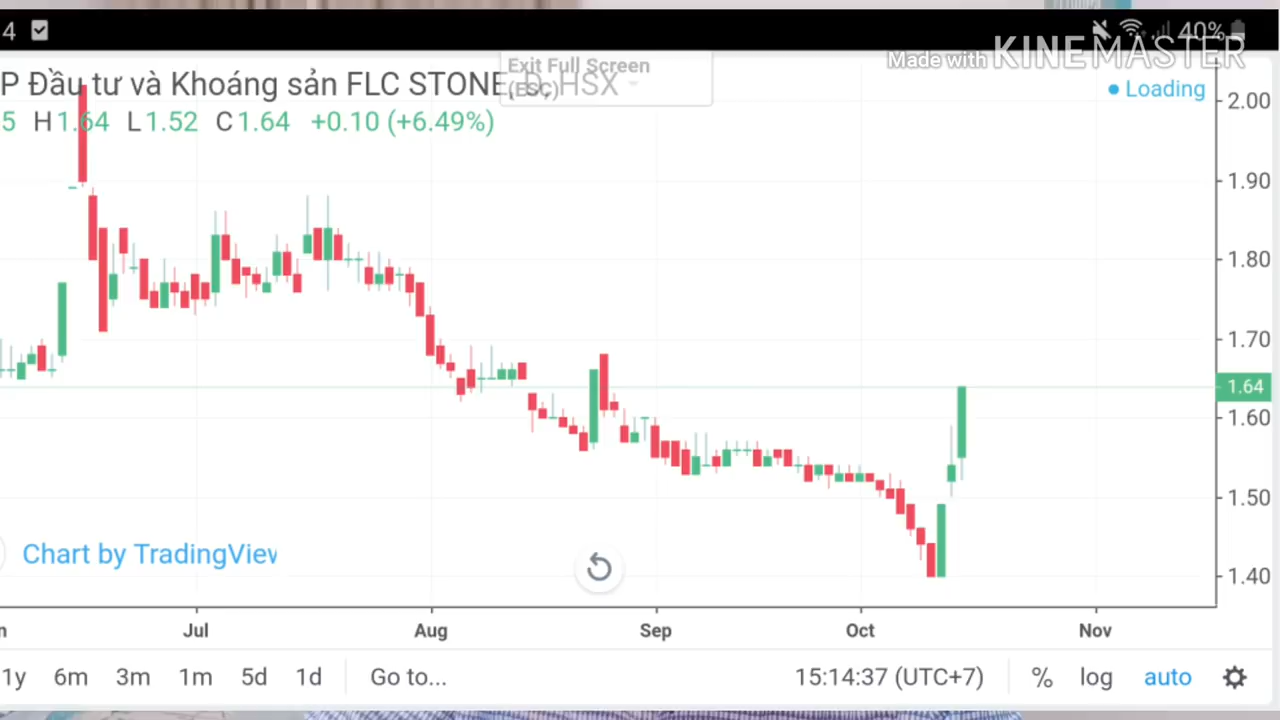 4 40%
Made with KINEMASTER
Exit Full Screen
(ESC)
P Đầu tư và Khoáng sản FLC STONE, D, HSX
Loading
5 H1.64 L1.52 C1.64 +0.10 (+6.49%)
2.00
1.90
1.80
1.70
1.64
1.60
1.50
1.40
Chart by TradingView
n Jul Aug Sep Oct Nov
1y 6m 3m 1m 5d 1d Go to... 15:14:37 (UTC+7) % log auto